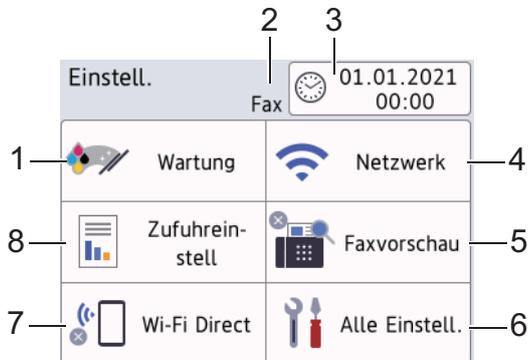 2 3
Einstell. 01.01.2021
Fax 00:00
1 Wartung Netzwerk 4
8 Zufuhrein-
stell Faxvorschau 5
7 Wi-Fi Direct Alle Einstell. 6